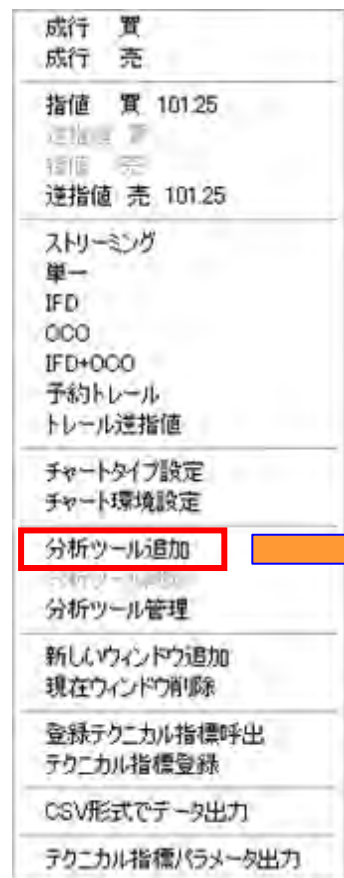 成行 買
成行 売
指値 買 101.25
逆指値 買
指値 売
逆指値 売 101.25
ストリーミング
単一
IFD
OCO
IFD+OCO
予約トレール
トレール逆指値
チャートタイプ設定
チャート環境設定
分析ツール追加
分析ツール管理
新しいウィンドウ追加
現在ウィンドウ削除
登録テクニカル指標呼出
テクニカル指標登録
CSV形式でデータ出力
テクニカル指標パラメータ出力